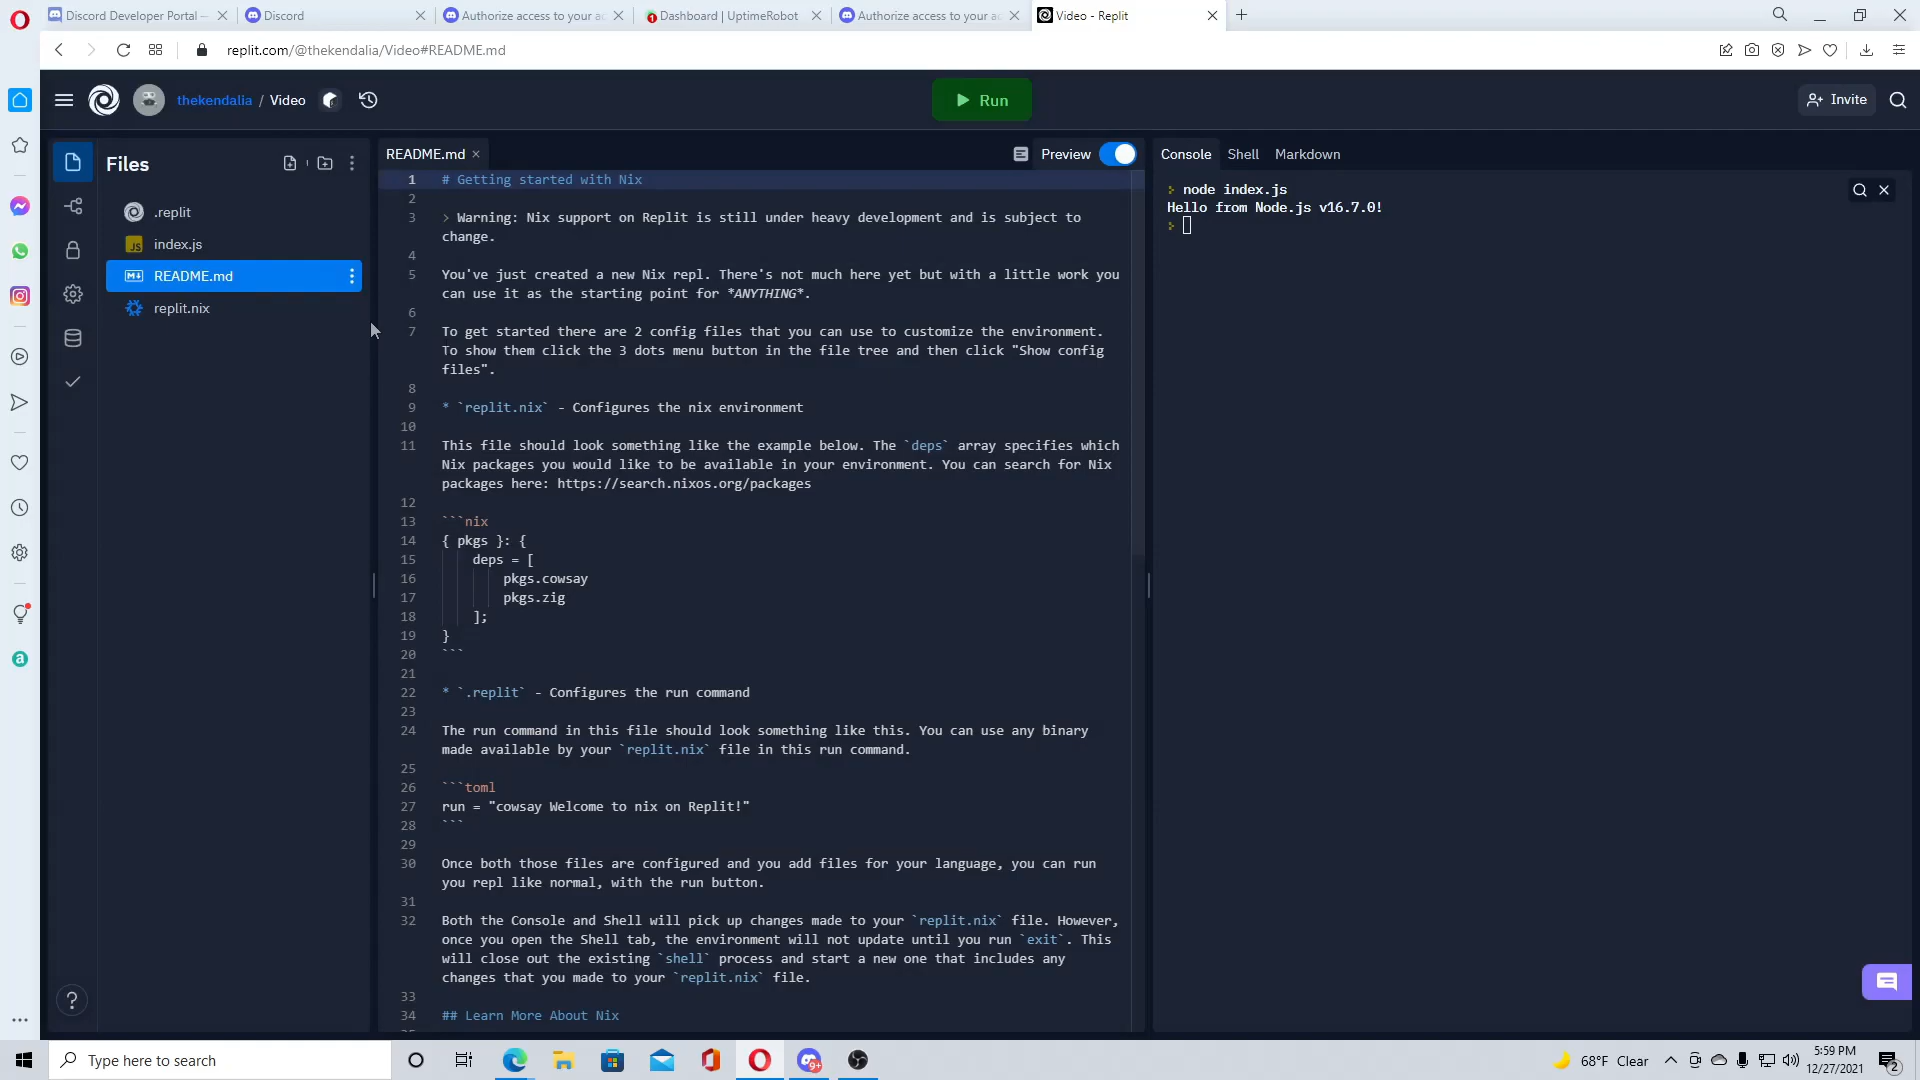 Discord Developer Portal —
Discord
Authorize access to your ac
Dashboard | UptimeRobot
Authorize access to your ac
Video - Replit
replit.com/@thekendalia/Video#README.md
thekendalia / Video
Run
Invite
Files
README.md
Preview
Console
Shell
Markdown
.replit
index.js
README.md
replit.nix
1 # Getting started with Nix
2
3 > Warning: Nix support on Replit is still under heavy development and is subject to
change.
4
5 You've just created a new Nix repl. There's not much here yet but with a little work you
can use it as the starting point for *ANYTHING*.
6
7 To get started there are 2 config files that you can use to customize the environment.
To show them click the 3 dots menu button in the file tree and then click "Show config
files".
8
9 * `replit.nix` - Configures the nix environment
10
11 This file should look something like the example below. The `deps` array specifies which
Nix packages you would like to be available in your environment. You can search for Nix
packages here: https://search.nixos.org/packages
12
13 ```nix
14 { pkgs }: {
15 deps = [
16 pkgs.cowsay
17 pkgs.zig
18 ];
19 }
20 ```
21
22 * `.replit` - Configures the run command
23
24 The run command in this file should look something like this. You can use any binary
made available by your `replit.nix` file in this run command.
25
26 ```toml
27 run = "cowsay Welcome to nix on Replit!"
28 ```
29
30 Once both those files are configured and you add files for your language, you can run
you repl like normal, with the run button.
31
32 Both the Console and Shell will pick up changes made to your `replit.nix` file. However,
once you open the Shell tab, the environment will not update until you run `exit`. This
will close out the existing `shell` process and start a new one that includes any
changes that you made to your `replit.nix` file.
33
34 ## Learn More About Nix
node index.js
Hello from Node.js v16.7.0!
Type here to search
9+
68°F Clear
5:59 PM
12/27/2021
2